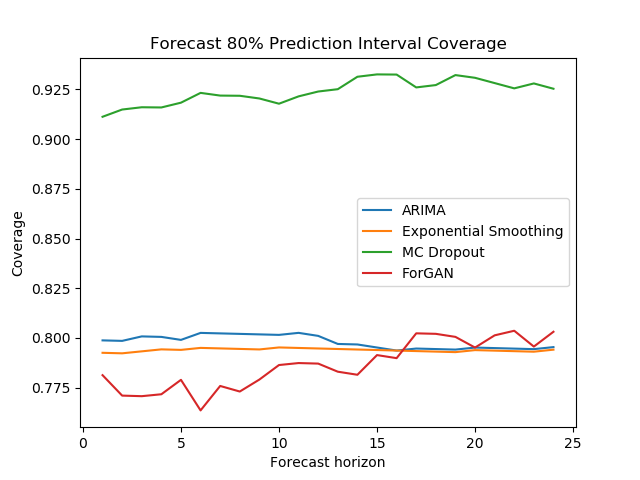 Forecast 80% Prediction Interval Coverage
0.925
0.900
0.875
0.850
0.825
0.800
0.775
Coverage
ARIMA
Exponential Smoothing
MC Dropout
ForGAN
0 5 10 15 20 25
Forecast horizon